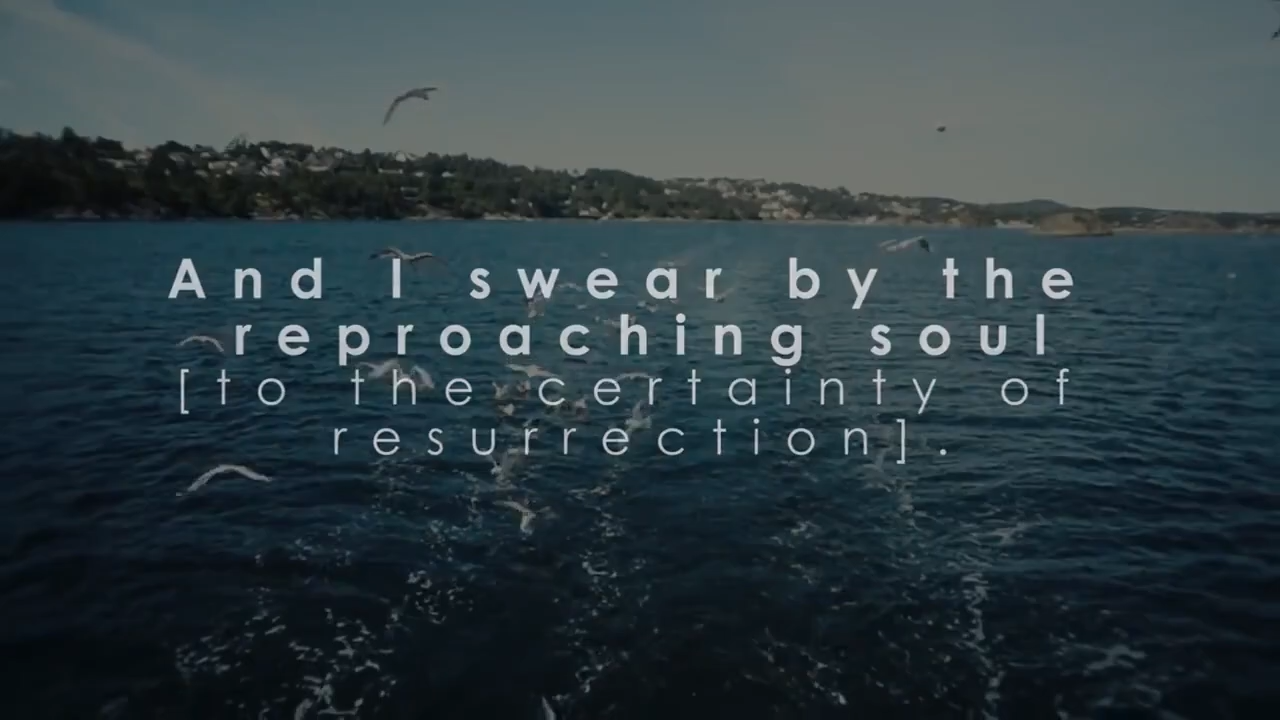 And I swear by the
reproaching soul
[to the certainty of
resurrection].